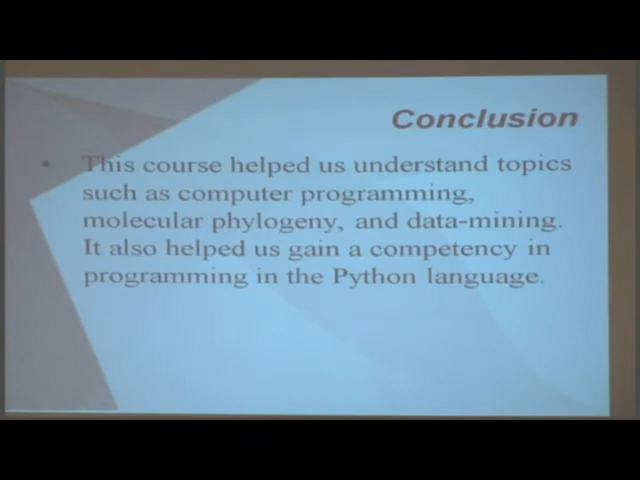 Conclusion
• This course helped us understand topics
such as computer programming,
molecular phylogeny, and data-mining.
It also helped us gain a competency in
programming in the Python language.